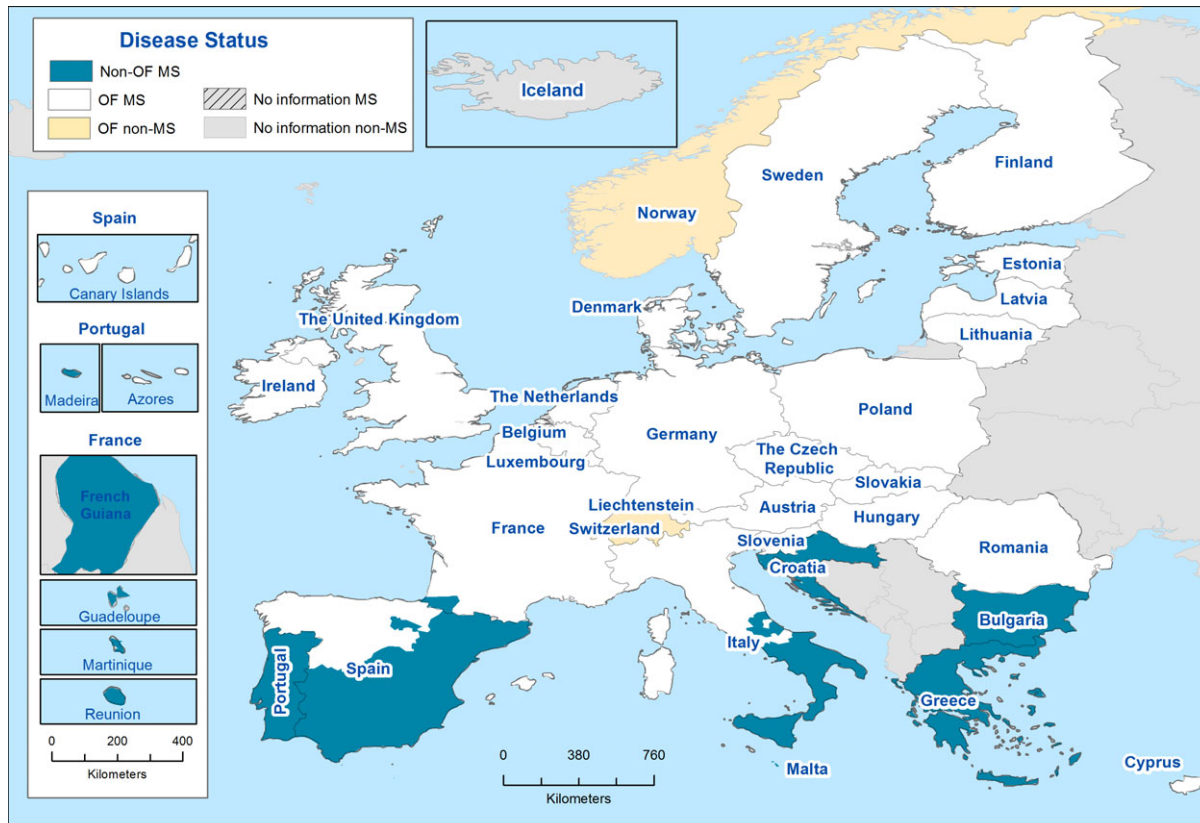 Disease Status
Non-OF MS
OF MS
No information MS
OF non-MS
No information non-MS
Iceland
Spain
Canary Islands
Portugal
Madeira
Azores
France
French
Guiana
Guadeloupe
Martinique
Reunion
0 200 400
Kilometers
Norway
Sweden
Finland
Estonia
Latvia
Lithuania
Denmark
The United Kingdom
Ireland
The Netherlands
Belgium
Luxembourg
Germany
Poland
The Czech
Republic
Slovakia
Liechtenstein
Austria
Hungary
France
Switzerland
Slovenia
Romania
Croatia
Bulgaria
Italy
Portugal
Spain
Greece
Malta
Cyprus
0 380 760
Kilometers